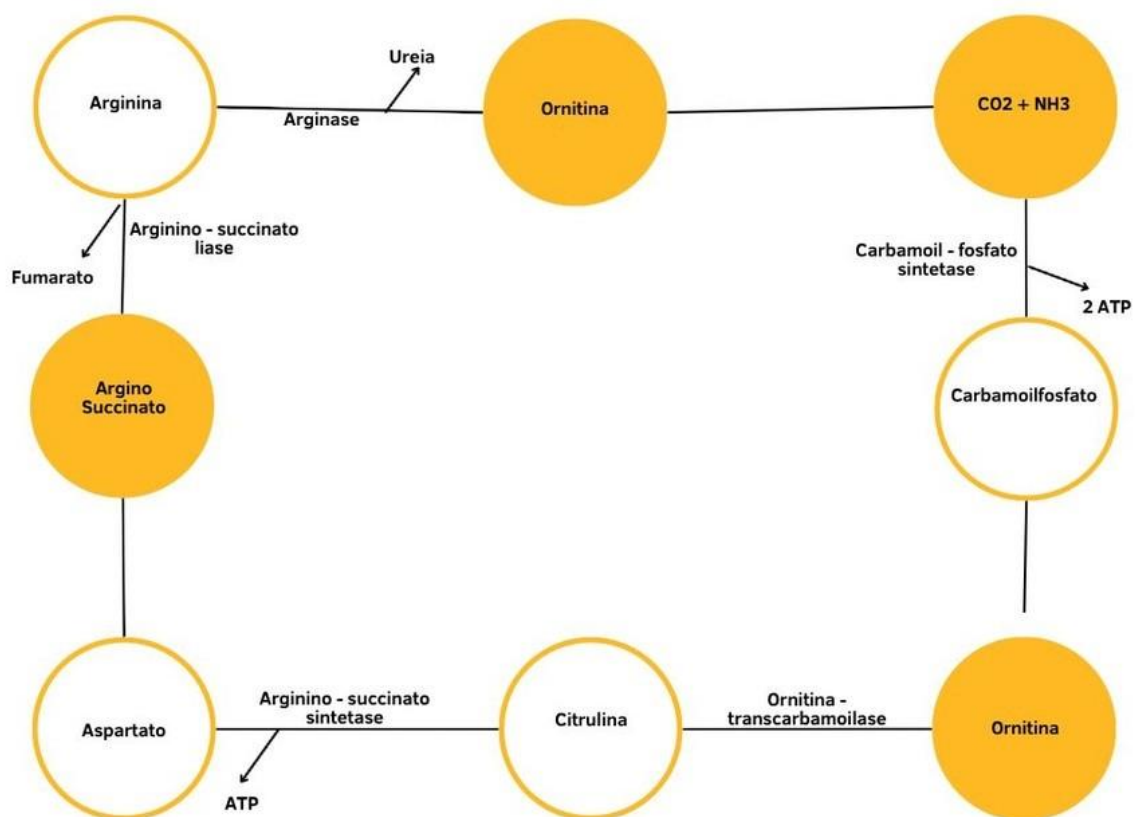 Ureia
Arginina
Arginase
Ornitina
CO2 + NH3
Arginino - succinato
liase
Fumarato
Carbamoil - fosfato
sintetase
2 ATP
Argino
Succinato
Carbamoilfosfato
Arginino - succinato
sintetase
Ornitina -
transcarbamoilase
Aspartato
Citrulina
Ornitina
ATP